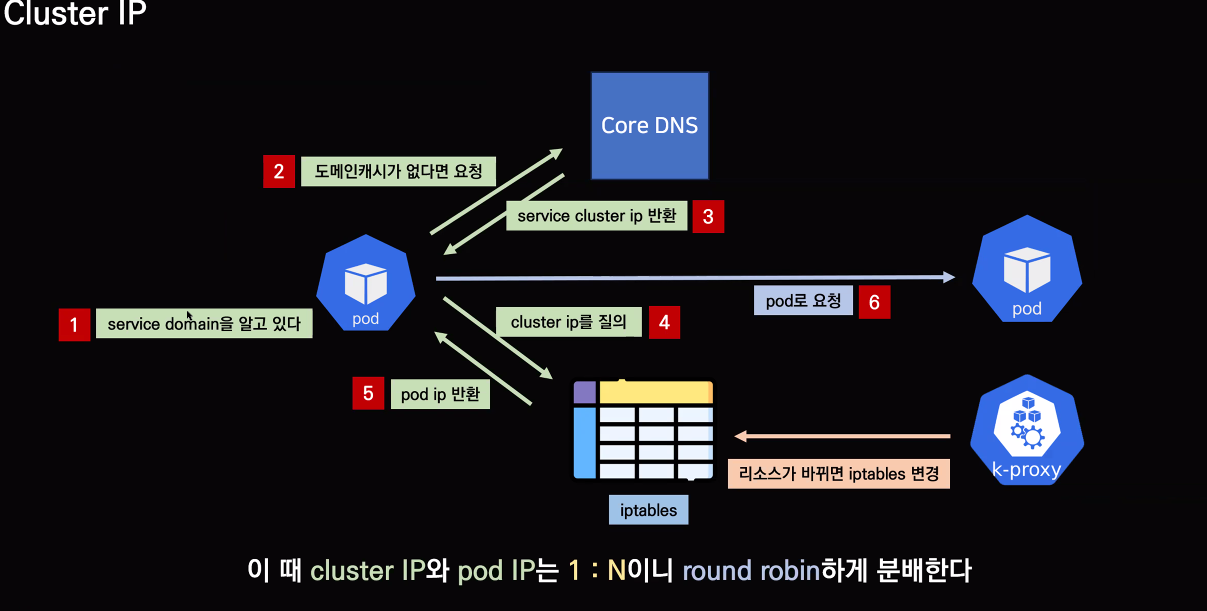 Cluster IP
Core DNS
2 도메인캐시가 없다면 요청
service cluster ip 반환 3
pod
pod
pod로 요청 6
1 service domain을 알고 있다
cluster ip를 질의 4
5 pod ip 반환
k-proxy
리소스가 바뀌면 iptables 변경
iptables
이 때 cluster IP와 pod IP는 1 : N이니 round robin하게 분배한다